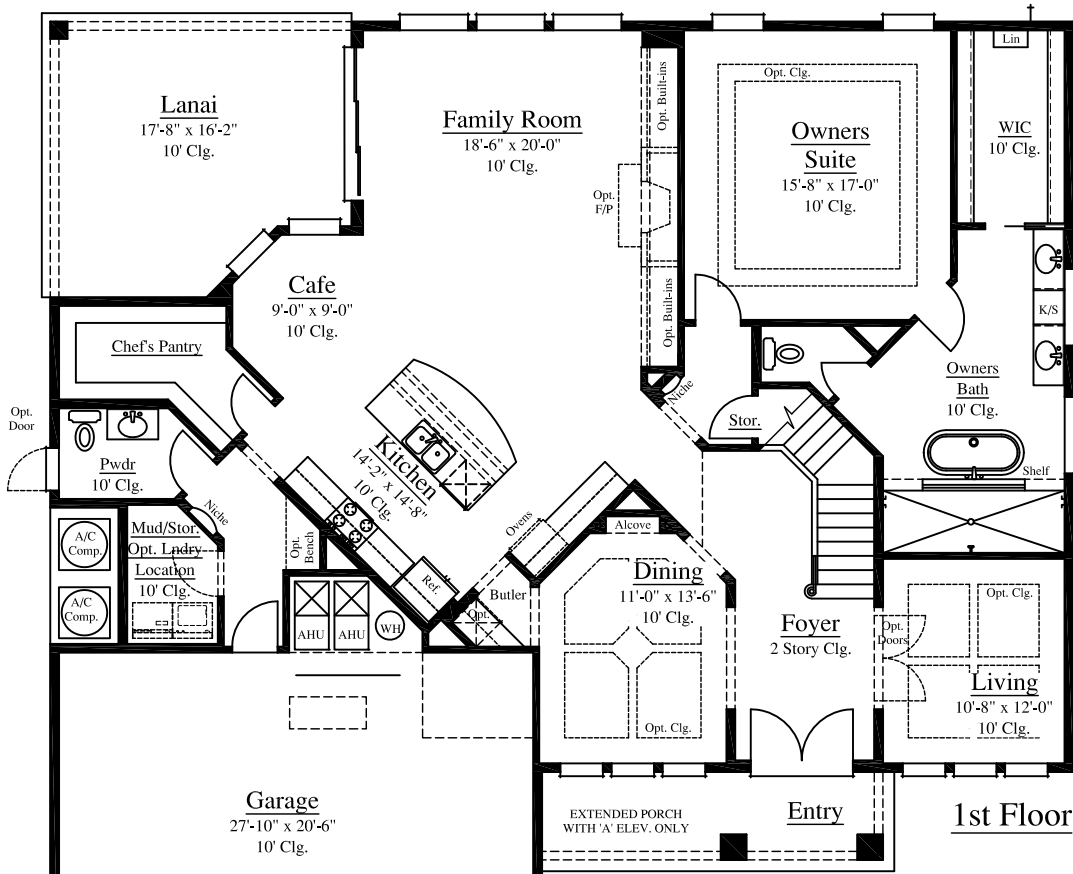 Lin
Opt. Clg.
Opt. Built-ins
Lanai
17'-8" x 16'-2"
10' Clg.
Family Room
18'-6" x 20'-0"
10' Clg.
Owners
Suite
15'-8" x 17'-0"
10' Clg.
WIC
10' Clg.
Opt.
F/P
Cafe
9'-0" x 9'-0"
10' Clg.
Opt. Built-ins
K/S
Chef's Pantry
Owners
Bath
10' Clg.
Niche
Stor.
Opt.
Door
Pwdr
10' Clg.
Kitchen
14'-2" x 14'-8"
10' Clg.
Shelf
Niche
Ovens
Alcove
A/C
Comp.
Mud/Stor.
Opt. Lndry
Location
10' Clg.
Opt.
Bench
Ref.
Dining
11'-0" x 13'-6"
10' Clg.
Butler
Opt.
A/C
Comp.
AHU
AHU
WH
Foyer
2 Story Clg.
Opt.
Doors
Opt. Clg.
Living
10'-8" x 12'-0"
10' Clg.
Opt. Clg.
Garage
27'-10" x 20'-6"
10' Clg.
EXTENDED PORCH
WITH 'A' ELEV. ONLY
Entry
1st Floor